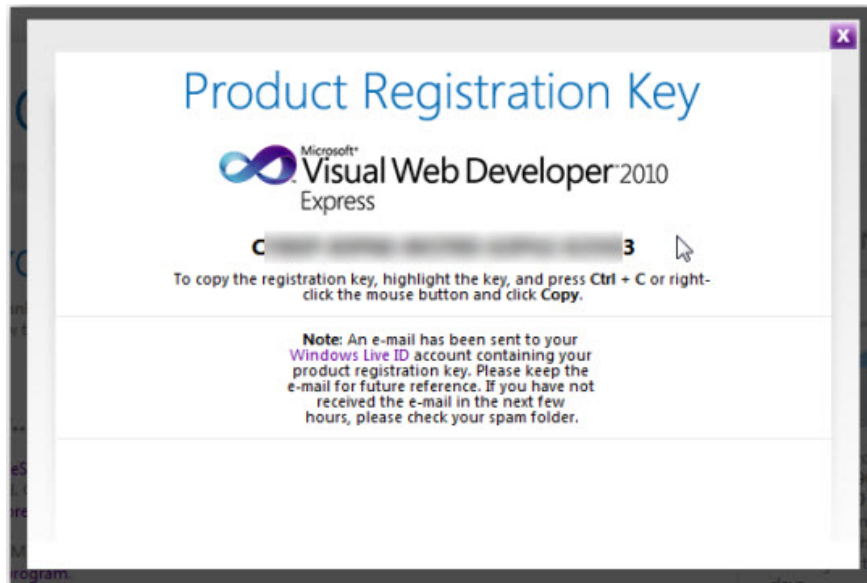 X
Product Registration Key
Microsoft®
Visual Web Developer™ 2010
Express
C 3
To copy the registration key, highlight the key, and press Ctrl + C or right-
click the mouse button and click Copy.
Note: An e-mail has been sent to your
Windows Live ID account containing your
product registration key. Please keep the
e-mail for future reference. If you have not
received the e-mail in the next few
hours, please check your spam folder.
rogram.